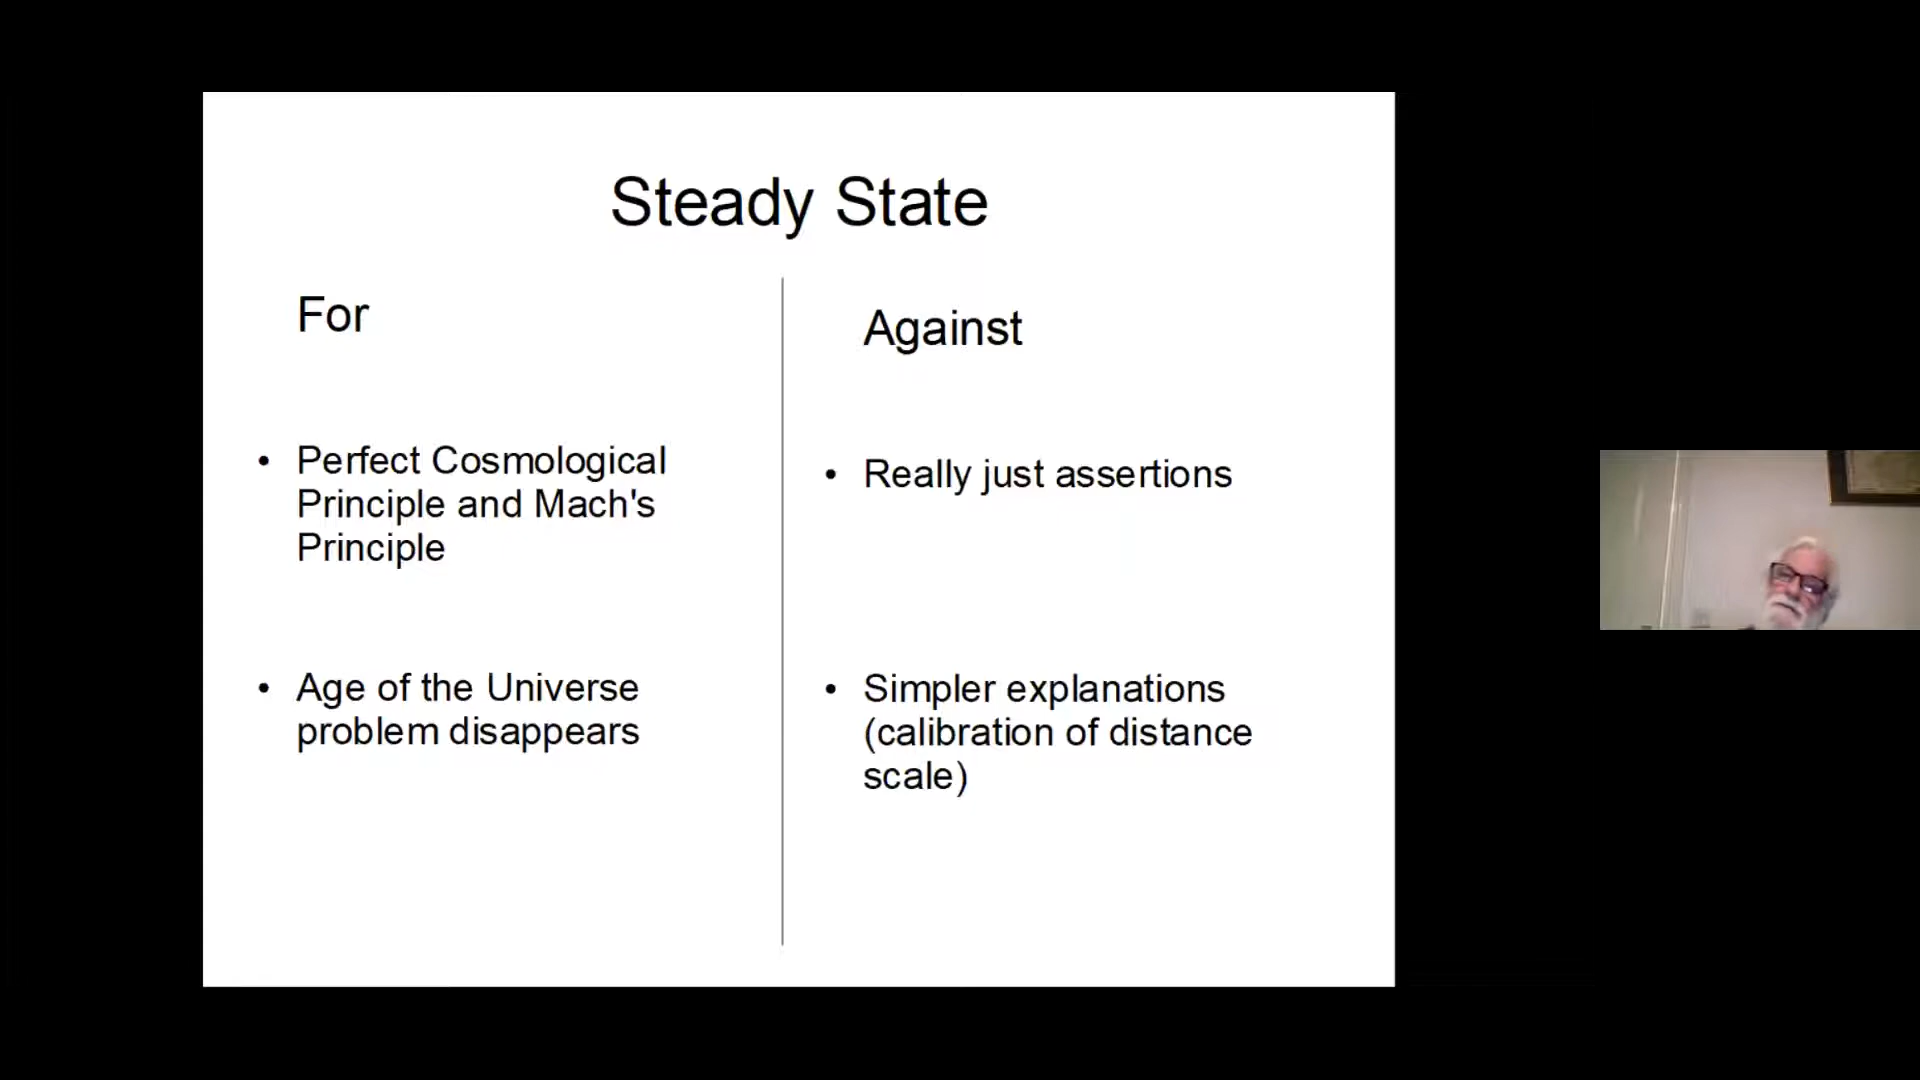 Steady State
For
• Perfect Cosmological
Principle and Mach's
Principle
• Age of the Universe
problem disappears
Against
• Really just assertions
• Simpler explanations
(calibration of distance
scale)